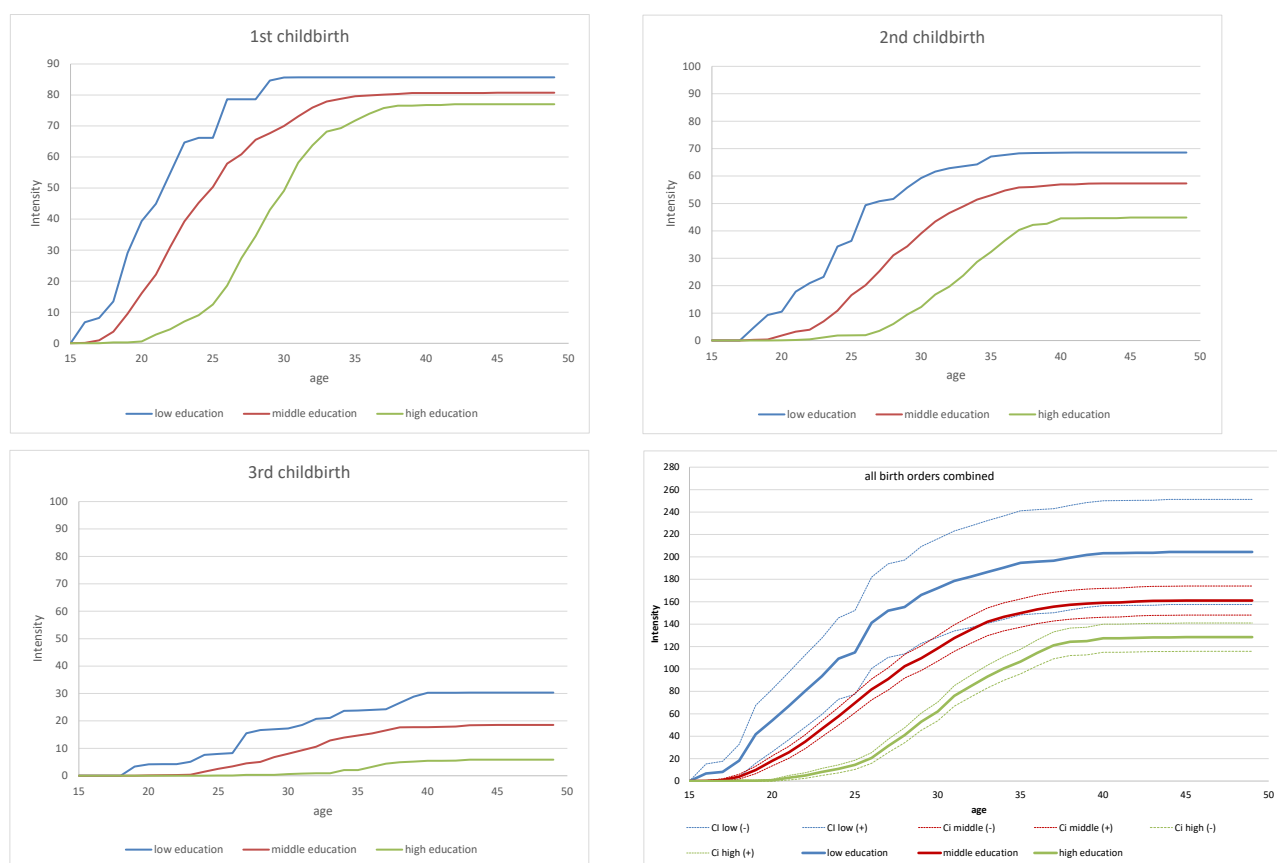 1st childbirth
90
80
70
60
50
40
30
20
10
0
Intensity
15 20 25 30 35 40 45 50
age
low education middle education high education
2nd childbirth
100
90
80
70
60
50
40
30
20
10
0
Intensity
15 20 25 30 35 40 45 50
age
low education middle education high education
3rd childbirth
100
90
80
70
60
50
40
30
20
10
0
Intensity
15 20 25 30 35 40 45 50
age
low education middle education high education
all birth orders combined
280
260
240
220
200
180
160
140
120
100
80
60
40
20
0
Intensity
15 20 25 30 35 40 45 50
age
CI low (-) CI low (+) Ci middle (-) Ci middle (+) Ci high (-)
Ci high (+) low education middle education high education